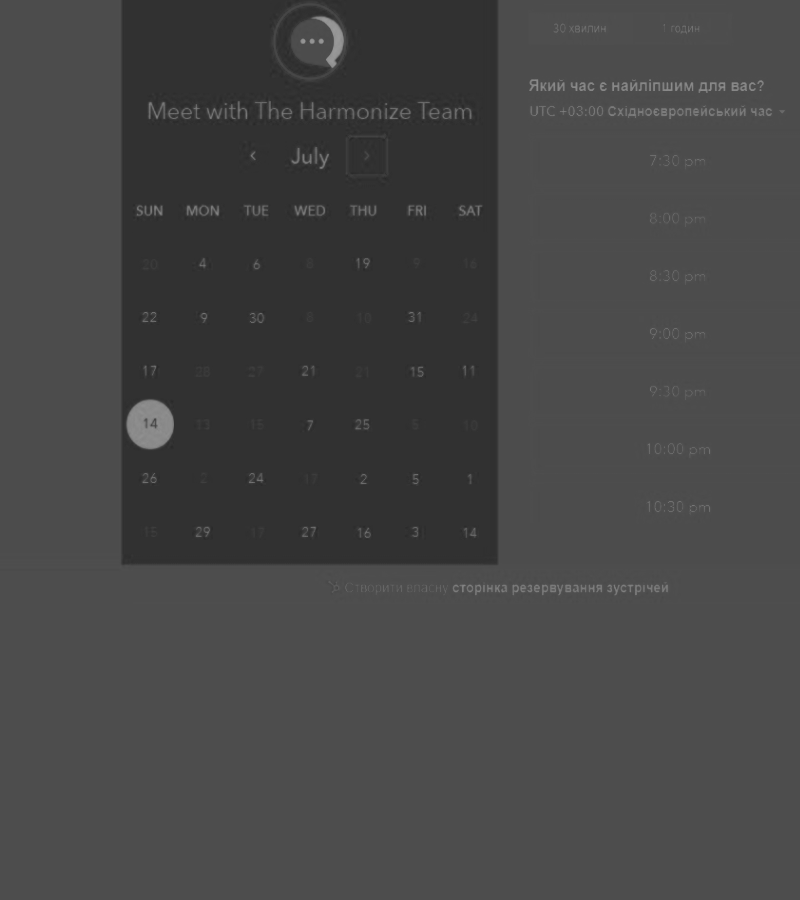 Meet with The Harmonize Team
July
SUN MON TUE WED THU FRI SAT
20 4 6 8 19 9 16
22 9 30 8 10 31 24
17 28 27 21 21 15 11
14 13 15 7 25 5 18
26 2 24 17 2 5 1
29 27 16 3 14
30 хвилин 1 годин
Який час є найліпшим для вас?
UTC +03:00 Східноєвропейський час
7:30 pm
8:00 pm
8:30 pm
9:00 pm
9:30 pm
10:00 pm
10:30 pm
Створити власну сторінка резервування зустрічей